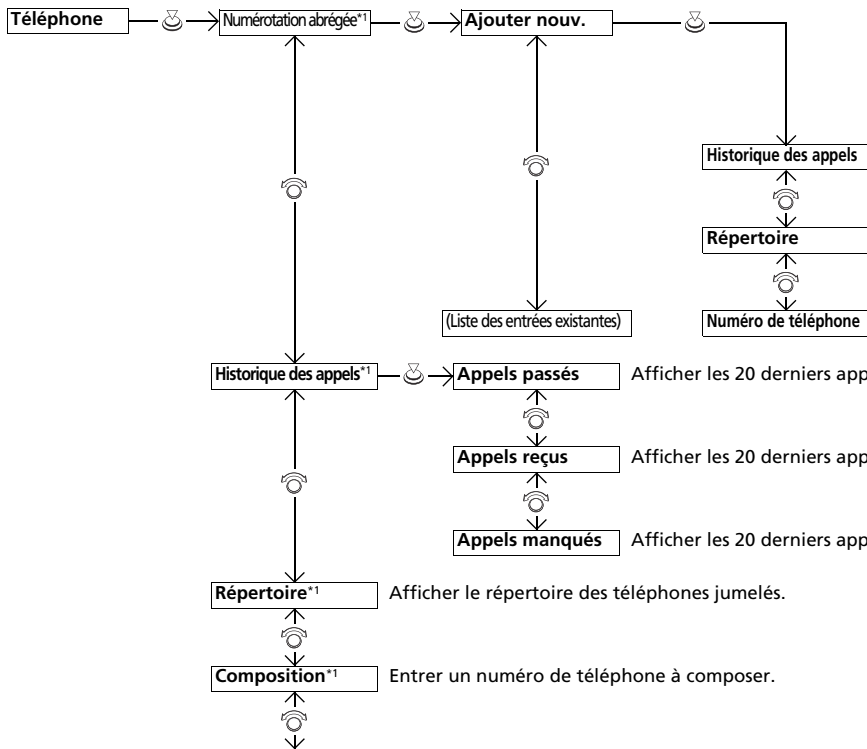 Téléphone
Numérotation abrégée*1
Ajouter nouv.
Historique des appels
Répertoire
(Liste des entrées existantes)
Numéro de téléphone
Historique des appels*1
Appels passés
Afficher les 20 derniers app
Appels reçus
Afficher les 20 derniers app
Appels manqués
Afficher les 20 derniers app
Répertoire*1
Afficher le répertoire des téléphones jumelés.
Composition*1
Entrer un numéro de téléphone à composer.